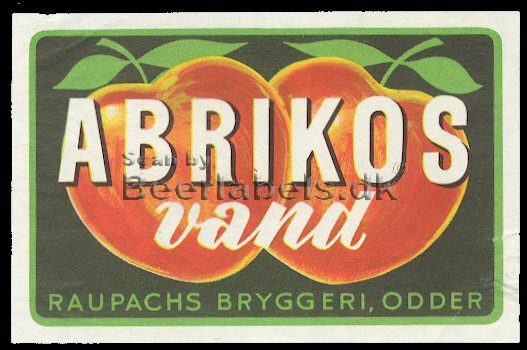 ABRIKOS
Scan by
Beerlabels.dk ©
vand
RAUPACHS BRYGGERI, ODDER